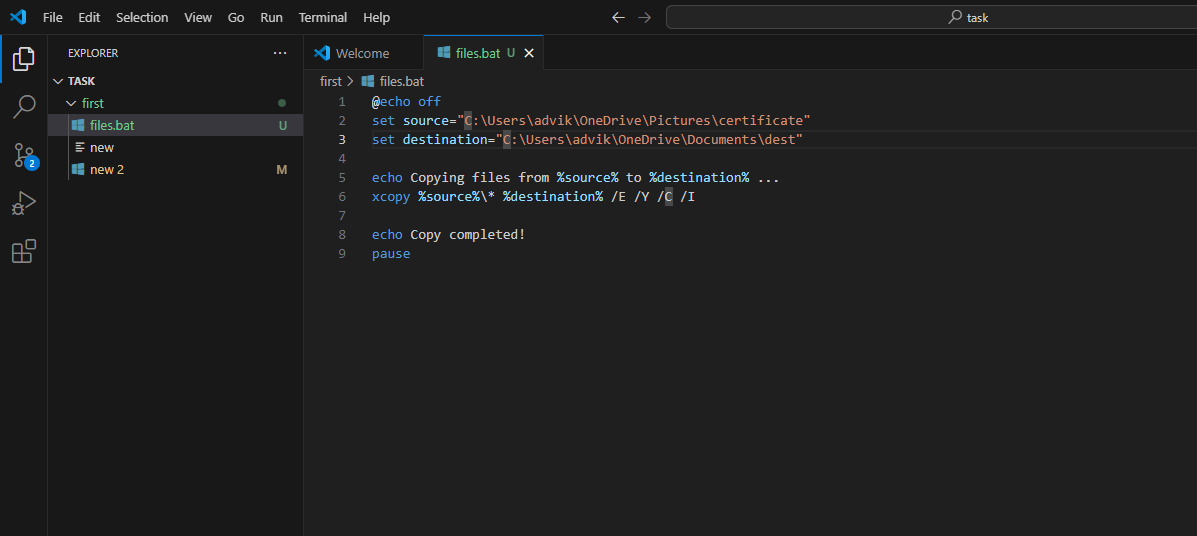 File Edit Selection View Go Run Terminal Help
task
EXPLORER
TASK
first
files.bat U
new
new 2 M
2
Welcome
files.bat U
first > files.bat
1 @echo off
2 set source="C:\Users\advik\OneDrive\Pictures\certificate"
3 set destination="C:\Users\advik\OneDrive\Documents\dest"
4
5 echo Copying files from %source% to %destination% ...
6 xcopy %source%\* %destination% /E /Y /C /I
7
8 echo Copy completed!
9 pause